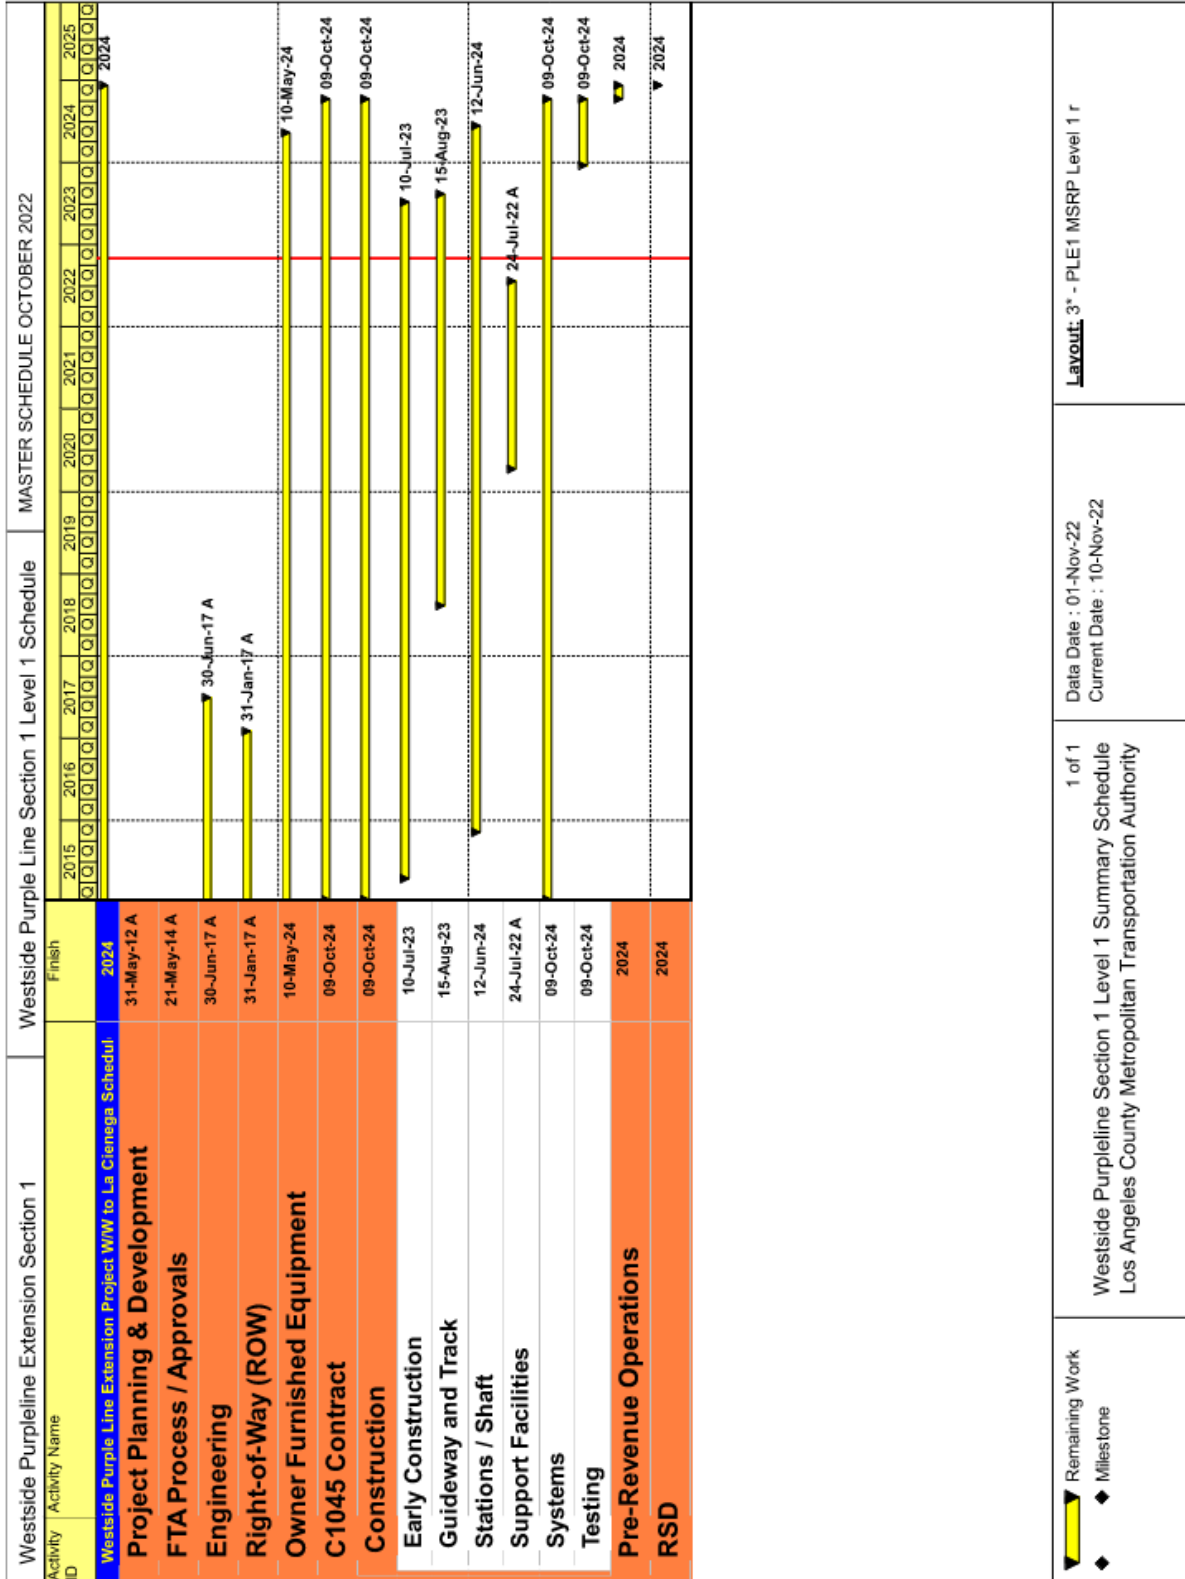 Westside Purpleline Extension Section 1
Westside Purple Line Section 1 Level 1 Schedule
MASTER SCHEDULE OCTOBER 2022
Activity ID
Activity Name
Finish
2015 2016 2017 2018 2019 2020 2021 2022 2023 2024 2025
Q Q Q Q Q Q Q Q Q Q Q Q Q Q Q Q Q Q Q Q Q Q Q Q Q Q Q Q Q Q Q Q Q Q Q Q Q Q Q Q Q Q Q Q
Westside Purple Line Extension Project W/W to La Cienega Schedul 2024 2024
Project Planning & Development 31-May-12 A
FTA Process / Approvals 21-May-14 A
Engineering 30-Jun-17 A 30-Jun-17 A
Right-of-Way (ROW) 31-Jan-17 A 31-Jan-17 A
Owner Furnished Equipment 10-May-24 10-May-24
C1045 Contract 09-Oct-24 09-Oct-24
Construction 09-Oct-24 09-Oct-24
Early Construction 10-Jul-23 10-Jul-23
Guideway and Track 15-Aug-23 15-Aug-23
Stations / Shaft 12-Jun-24 12-Jun-24
Support Facilities 24-Jul-22 A 24-Jul-22 A
Systems 09-Oct-24 09-Oct-24
Testing 09-Oct-24 09-Oct-24
Pre-Revenue Operations 2024 2024
RSD 2024 2024
Remaining Work
Milestone
1 of 1
Westside Purpleline Section 1 Level 1 Summary Schedule
Los Angeles County Metropolitan Transportation Authority
Data Date : 01-Nov-22
Current Date : 10-Nov-22
Layout: 3* - PLE1 MSRP Level 1 r